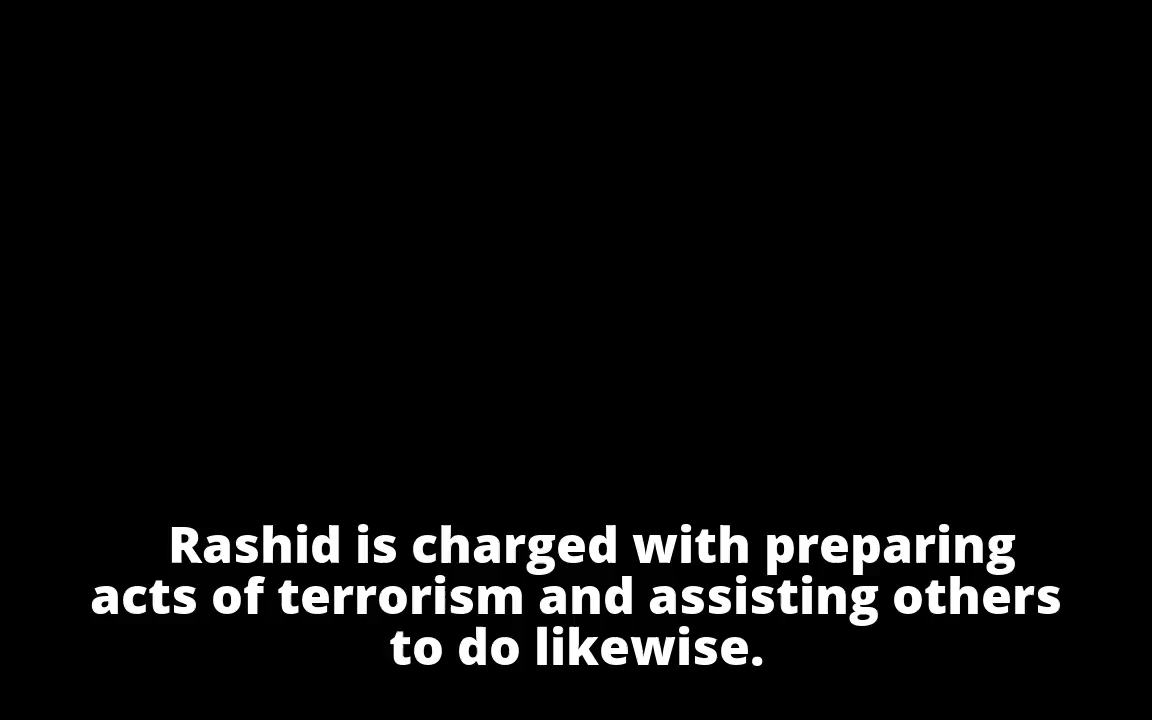 Rashid is charged with preparing
acts of terrorism and assisting others
to do likewise.